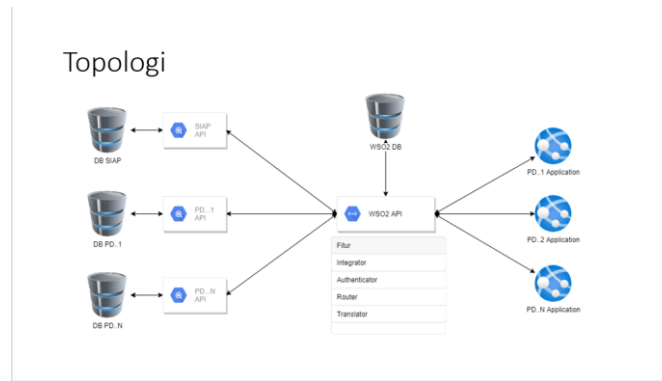 Topologi
SIAP
API
DB SIAP
WSO2 DB
PD..1 Application
PD...1
API
DB PD..1
WSO2 API
PD..2 Application
Fitur
Integrator
Authenticator
Router
Translator
PD...N
API
DB PD..N
PD..N Application